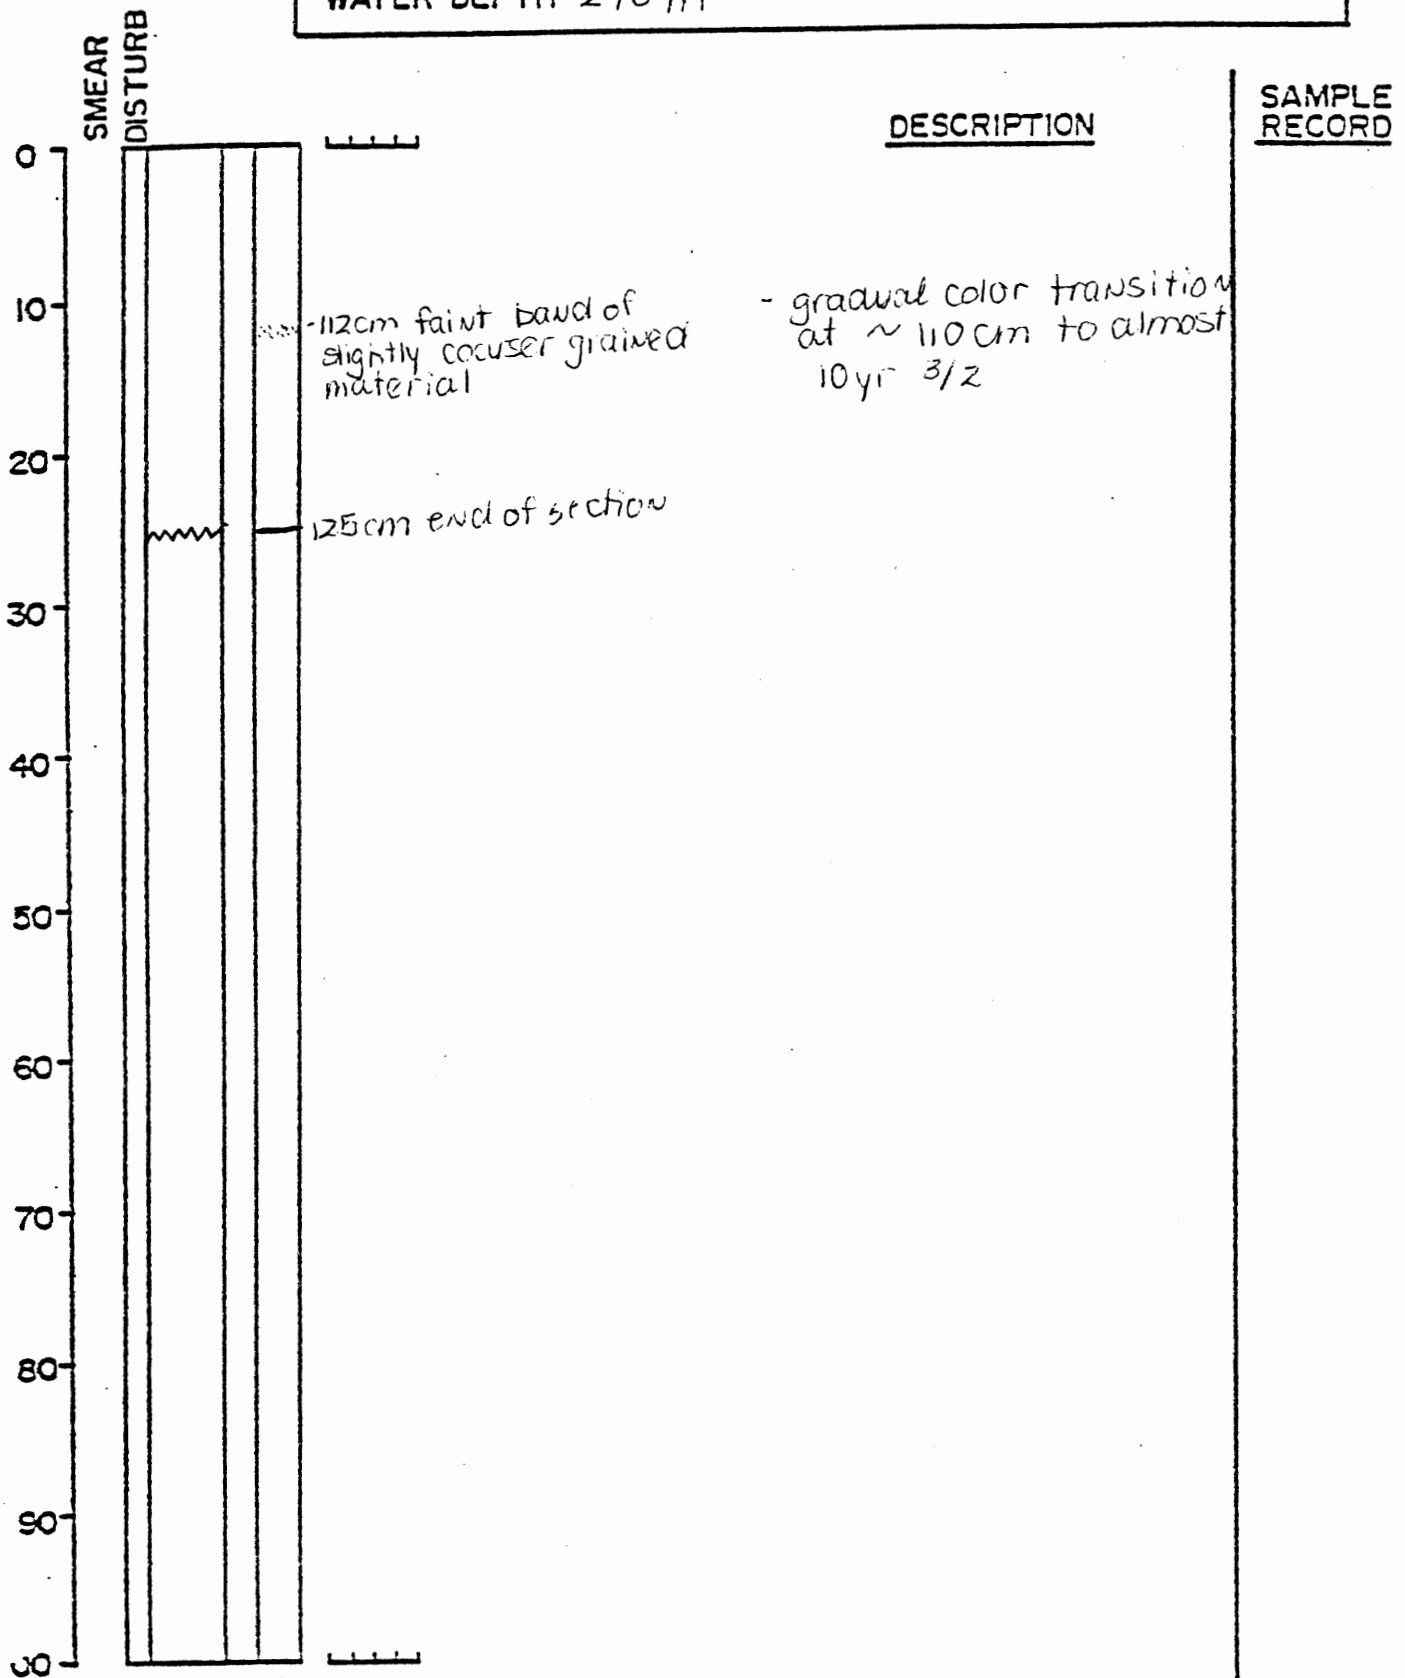 WATER DEPTH
SMEAR
DISTURB
DESCRIPTION
SAMPLE
RECORD
0
10
-112cm faint band of
slightly cocuser grained
material
- gradual color transition
at ~ 110 cm to almost
10yr 3/2
20
125cm end of section
30
40
50
60
70
80
90